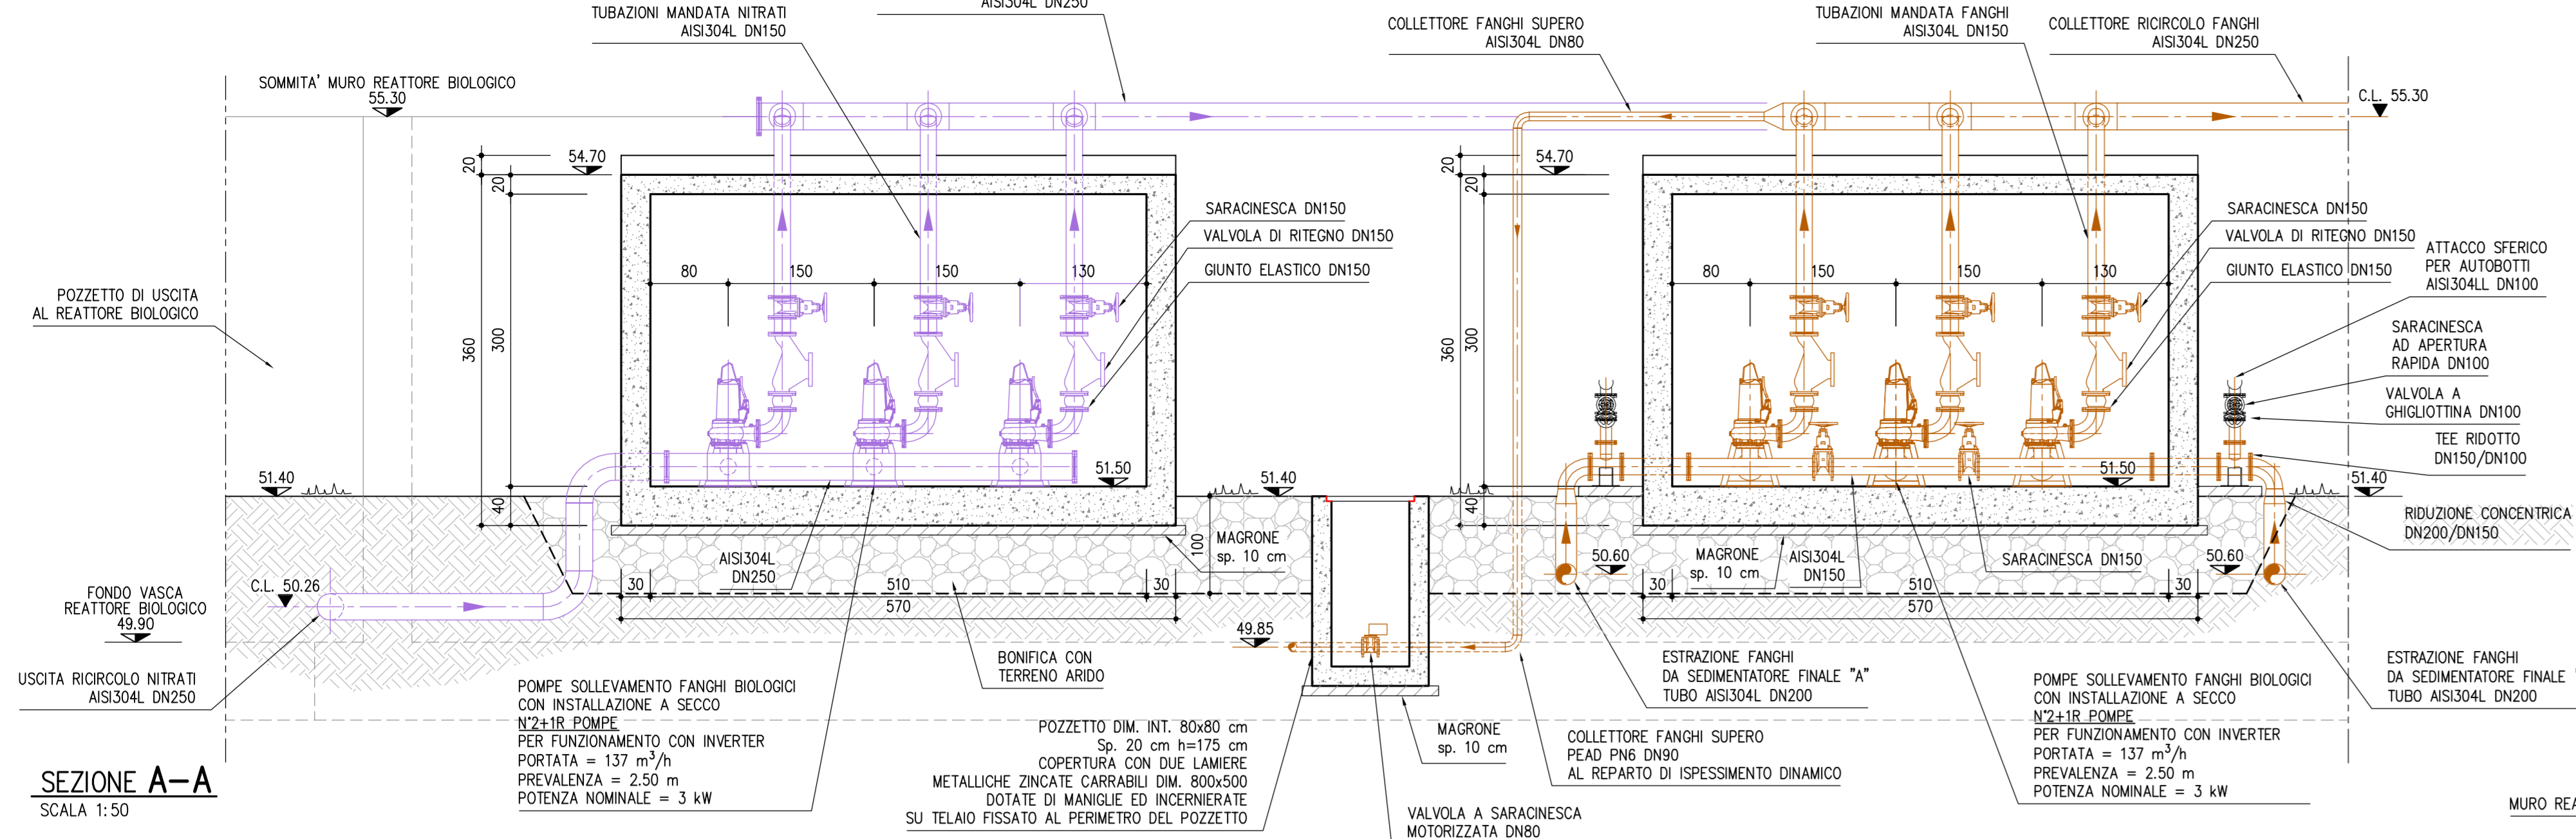 TUBAZIONI MANDATA NITRATI
AISI304L DN150
AISI304L DN250
COLLETTORE FANGHI SUPERO
AISI304L DN80
TUBAZIONI MANDATA FANGHI
AISI304L DN150
COLLETTORE RICIRCOLO FANGHI
AISI304L DN250
SOMMITA' MURO REATTORE BIOLOGICO
55.30
C.L. 55.30
20
20
54.70
360
300
40
80
150
150
130
SARACINESCA DN150
VALVOLA DI RITEGNO DN150
GIUNTO ELASTICO DN150
20
20
54.70
360
300
40
80
150
150
130
SARACINESCA DN150
VALVOLA DI RITEGNO DN150
GIUNTO ELASTICO DN150
ATTACCO SFERICO
PER AUTOBOTTI
AISI304LL DN100
SARACINESCA
AD APERTURA
RAPIDA DN100
VALVOLA A
GHIGLIOTTINA DN100
TEE RIDOTTO
DN150/DN100
POZZETTO DI USCITA
AL REATTORE BIOLOGICO
51.40
51.50
51.40
51.50
51.40
RIDUZIONE CONCENTRICA
DN200/DN150
100
MAGRONE
sp. 10 cm
AISI304L
DN250
30
510
30
570
50.60
MAGRONE
sp. 10 cm
AISI304L
DN150
SARACINESCA DN150
50.60
30
510
30
570
C.L. 50.26
FONDO VASCA
REATTORE BIOLOGICO
49.90
49.85
USCITA RICIRCOLO NITRATI
AISI304L DN250
BONIFICA CON
TERRENO ARIDO
POMPE SOLLEVAMENTO FANGHI BIOLOGICI
CON INSTALLAZIONE A SECCO
N°2+1R POMPE
PER FUNZIONAMENTO CON INVERTER
PORTATA = 137 m³/h
PREVALENZA = 2.50 m
POTENZA NOMINALE = 3 kW
POZZETTO DIM. INT. 80x80 cm
Sp. 20 cm h=175 cm
COPERTURA CON DUE LAMIERE
METALLICHE ZINCATE CARRABILI DIM. 800x500
DOTATE DI MANIGLIE ED INCERNIERATE
SU TELAIO FISSATO AL PERIMETRO DEL POZZETTO
MAGRONE
sp. 10 cm
VALVOLA A SARACINESCA
MOTORIZZATA DN80
ESTRAZIONE FANGHI
DA SEDIMENTATORE FINALE "A"
TUBO AISI304L DN200
COLLETTORE FANGHI SUPERO
PEAD PN6 DN90
AL REPARTO DI ISPESSIMENTO DINAMICO
POMPE SOLLEVAMENTO FANGHI BIOLOGICI
CON INSTALLAZIONE A SECCO
N°2+1R POMPE
PER FUNZIONAMENTO CON INVERTER
PORTATA = 137 m³/h
PREVALENZA = 2.50 m
POTENZA NOMINALE = 3 kW
ESTRAZIONE FANGHI
DA SEDIMENTATORE FINALE
TUBO AISI304L DN200
SEZIONE A-A
SCALA 1:50
MURO